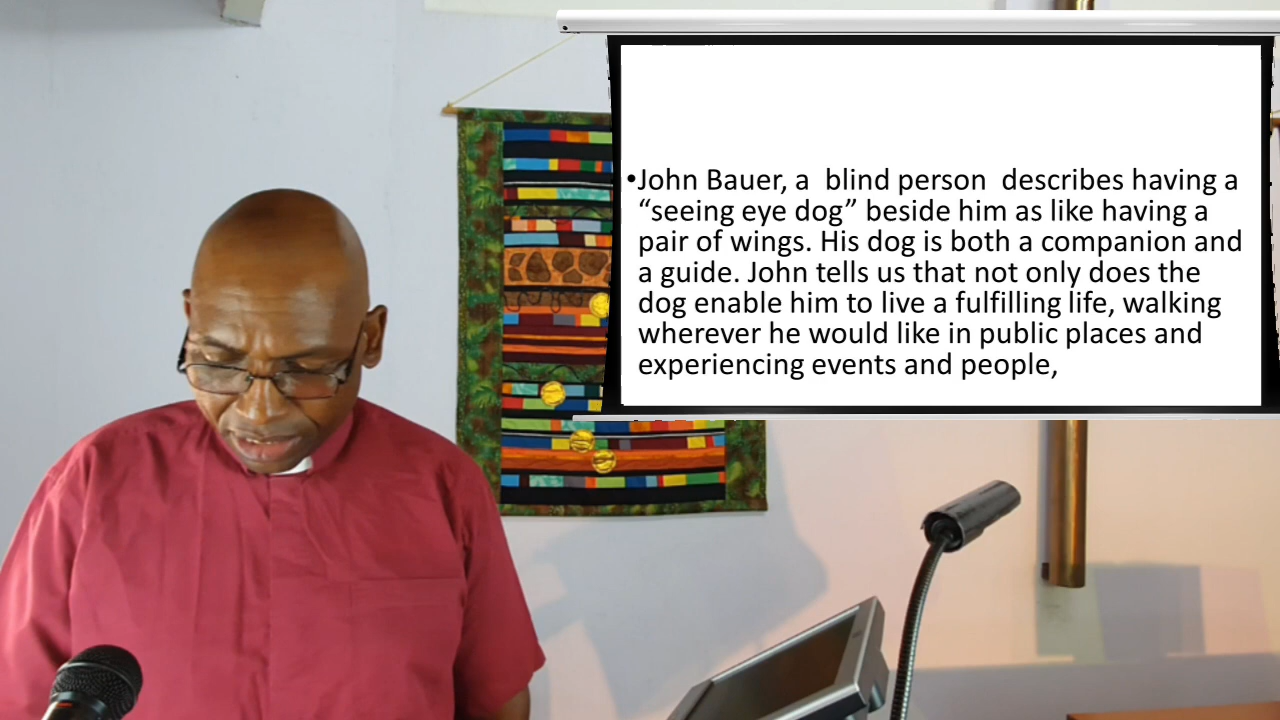 •John Bauer, a  blind person  describes having a
“seeing eye dog” beside him as like having a
pair of wings. His dog is both a companion and
a guide. John tells us that not only does the
dog enable him to live a fulfilling life, walking
wherever he would like in public places and
experiencing events and people,